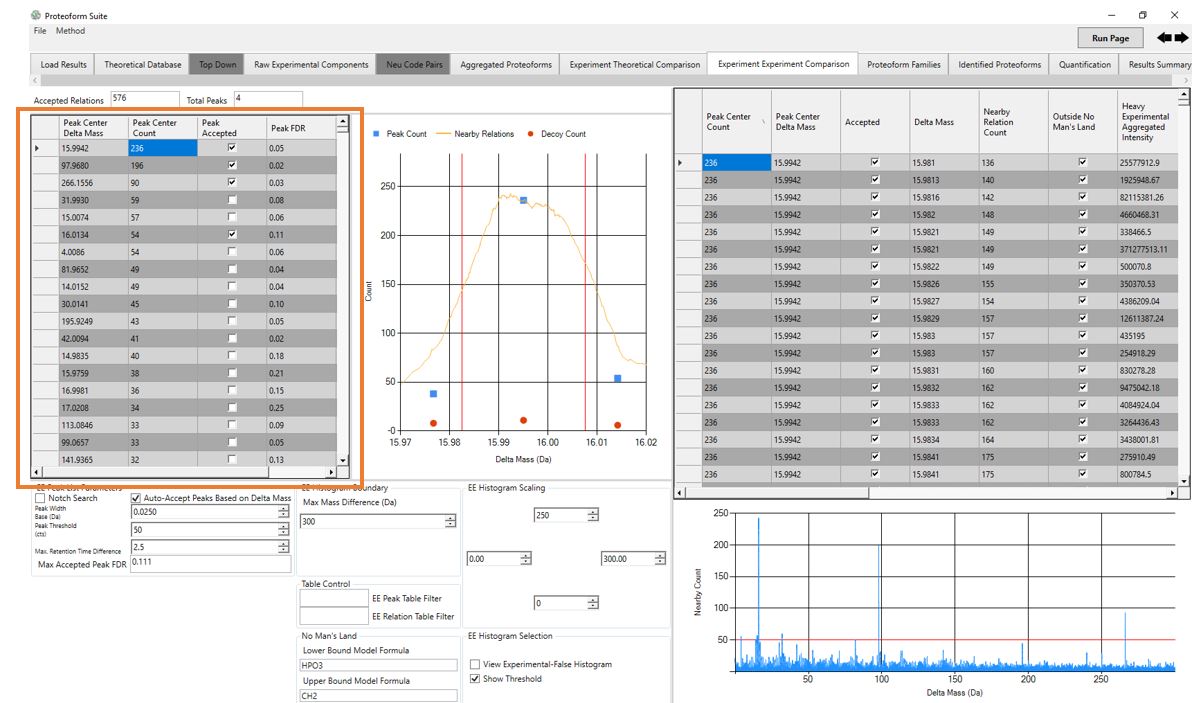 Proteoform Suite
File Method
Run Page
Load Results Theoretical Database Top Down Raw Experimental Components Neu Code Pairs Aggregated Proteoforms Experiment Theoretical Comparison Experiment Experiment Comparison Proteoform Families Identified Proteoforms Quantification Results Summary
Accepted Relations 576 Total Peaks 4
Peak Center Delta Mass Peak Center Count Peak Accepted Peak FDR
15.9942 236 0.05
97.9680 196 0.02
266.1556 90 0.03
31.9930 59 0.08
15.0074 57 0.06
16.0134 54 0.11
4.0086 54 0.06
81.9652 49 0.04
14.0152 49 0.04
30.0141 45 0.10
195.9249 43 0.05
42.0094 41 0.02
14.9835 40 0.18
15.9759 38 0.21
16.9981 36 0.15
17.0208 34 0.25
113.0846 33 0.09
99.0657 33 0.05
141.9365 32 0.13
Peak Count Nearby Relations Decoy Count
250
200
150
100
50
-0
Count
15.97 15.98 15.99 16.00 16.01 16.02
Delta Mass (Da)
Peak Center Count Peak Center Delta Mass Accepted Delta Mass Nearby Relation Count Outside No Man's Land Heavy Experimental Aggregated Intensity
236 15.9942 15.981 136 25577912.9
236 15.9942 15.9813 140 1925948.67
236 15.9942 15.9816 142 82115381.26
236 15.9942 15.982 148 4660468.31
236 15.9942 15.9821 149 338466.5
236 15.9942 15.9821 149 371277513.11
236 15.9942 15.9822 149 500070.8
236 15.9942 15.9826 155 350370.53
236 15.9942 15.9827 154 4386209.04
236 15.9942 15.9829 157 12611387.24
236 15.9942 15.983 157 435195
236 15.9942 15.983 157 254918.29
236 15.9942 15.9831 160 830278.28
236 15.9942 15.9832 162 9475042.18
236 15.9942 15.9833 162 4084924.04
236 15.9942 15.9833 162 3264436.43
236 15.9942 15.9834 164 3438001.81
236 15.9942 15.9841 175 275910.49
236 15.9942 15.9841 175 800784.5
EE Peak List Parameters
Notch Search Auto-Accept Peaks Based on Delta Mass
Peak Width Base (Da) 0.0250
Peak Threshold (cts) 50
Max. Retention Time Difference 2.5
Max Accepted Peak FDR 0.111
EE Histogram Boundary
Max Mass Difference (Da)
300
Table Control
EE Peak Table Filter
EE Relation Table Filter
No Man's Land
Lower Bound Model Formula
HPO3
Upper Bound Model Formula
CH2
EE Histogram Scaling
250
0.00 300.00
0
EE Histogram Selection
View Experimental-False Histogram
Show Threshold
250
200
150
100
50
Nearby Count
50 100 150 200 250
Delta Mass (Da)